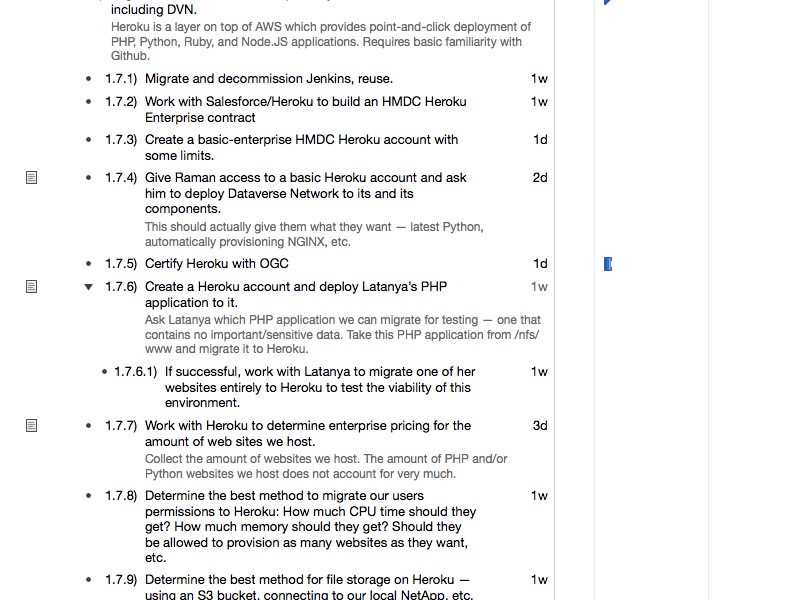 including DVN.
Heroku is a layer on top of AWS which provides point-and-click deployment of
PHP, Python, Ruby, and Node.JS applications. Requires basic familiarity with
Github.
1.7.1) Migrate and decommission Jenkins, reuse. 1w
1.7.2) Work with Salesforce/Heroku to build an HMDC Heroku 1w
Enterprise contract
1.7.3) Create a basic-enterprise HMDC Heroku account with 1d
some limits.
1.7.4) Give Raman access to a basic Heroku account and ask 2d
him to deploy Dataverse Network to its and its
components.
This should actually give them what they want — latest Python,
automatically provisioning NGINX, etc.
1.7.5) Certify Heroku with OGC 1d
1.7.6) Create a Heroku account and deploy Latanya's PHP 1w
application to it.
Ask Latanya which PHP application we can migrate for testing — one that
contains no important/sensitive data. Take this PHP application from /nfs/
www and migrate it to Heroku.
1.7.6.1) If successful, work with Latanya to migrate one of her 1w
websites entirely to Heroku to test the viability of this
environment.
1.7.7) Work with Heroku to determine enterprise pricing for the 3d
amount of web sites we host.
Collect the amount of websites we host. The amount of PHP and/or
Python websites we host does not account for very much.
1.7.8) Determine the best method to migrate our users 1w
permissions to Heroku: How much CPU time should they
get? How much memory should they get? Should they
be allowed to provision as many websites as they want,
etc.
1.7.9) Determine the best method for file storage on Heroku — 1w
using an S3 bucket, connecting to our local NetApp, etc.